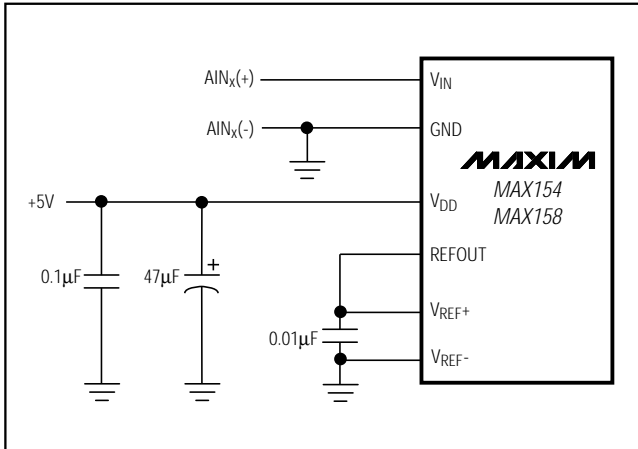 AINx(+)
VIN
AINx(-)
GND
MAXIM
MAX154
MAX158
+5V
VDD
REFOUT
0.1µF
47µF
+
VREF+
0.01µF
VREF-